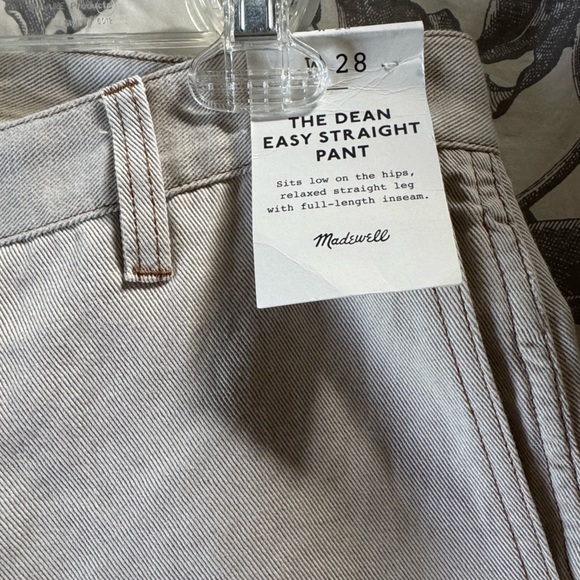 W 28
THE DEAN
EASY STRAIGHT
PANT
Sits low on the hips,
relaxed straight leg
with full-length inseam.
Madewell